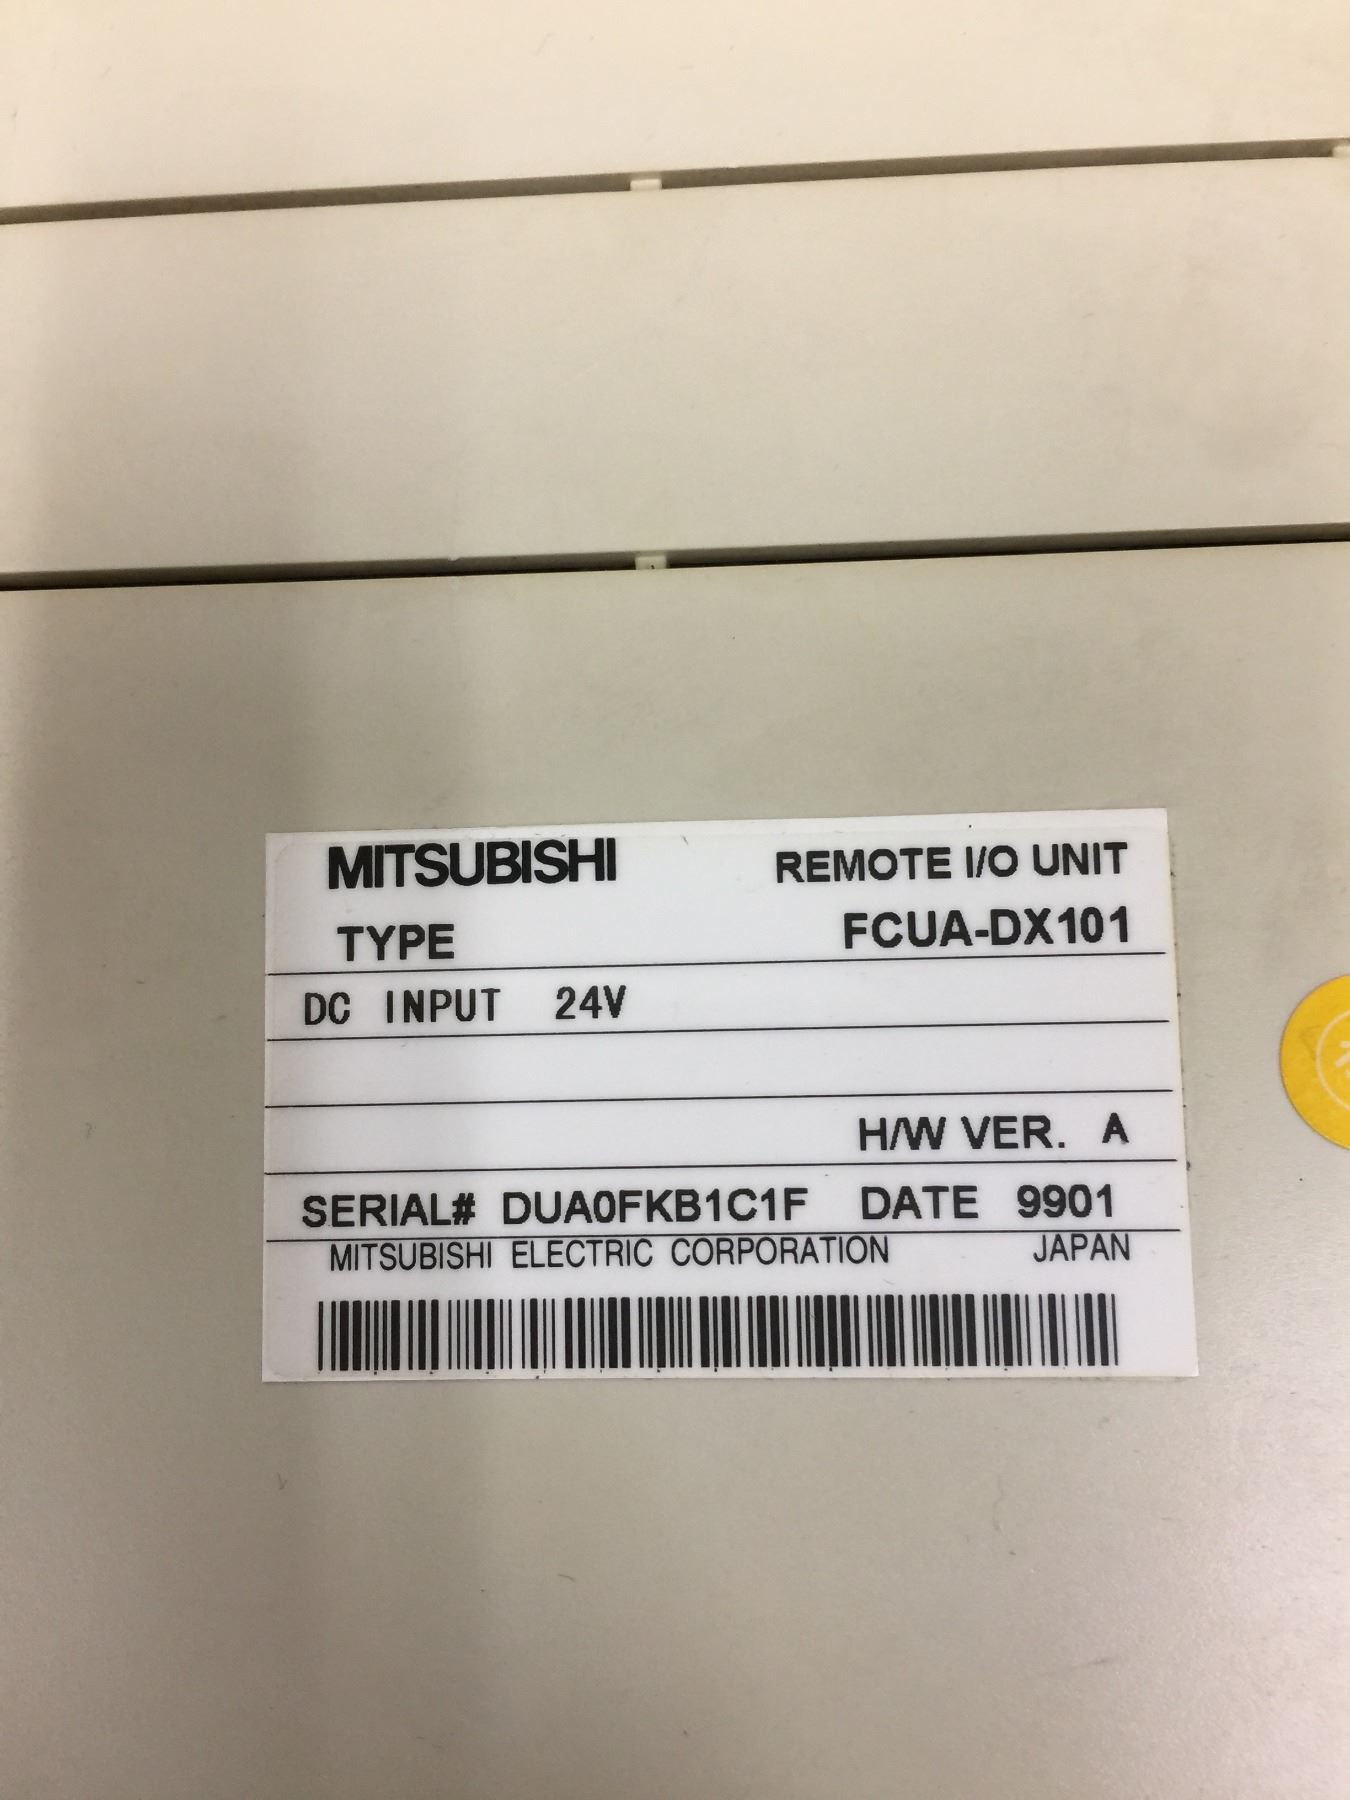 MITSUBISHI REMOTE I/O UNIT
TYPE FCUA-DX101
DC INPUT 24V
H/W VER. A
SERIAL# DUA0FKB1C1F DATE 9901
MITSUBISHI ELECTRIC CORPORATION JAPAN